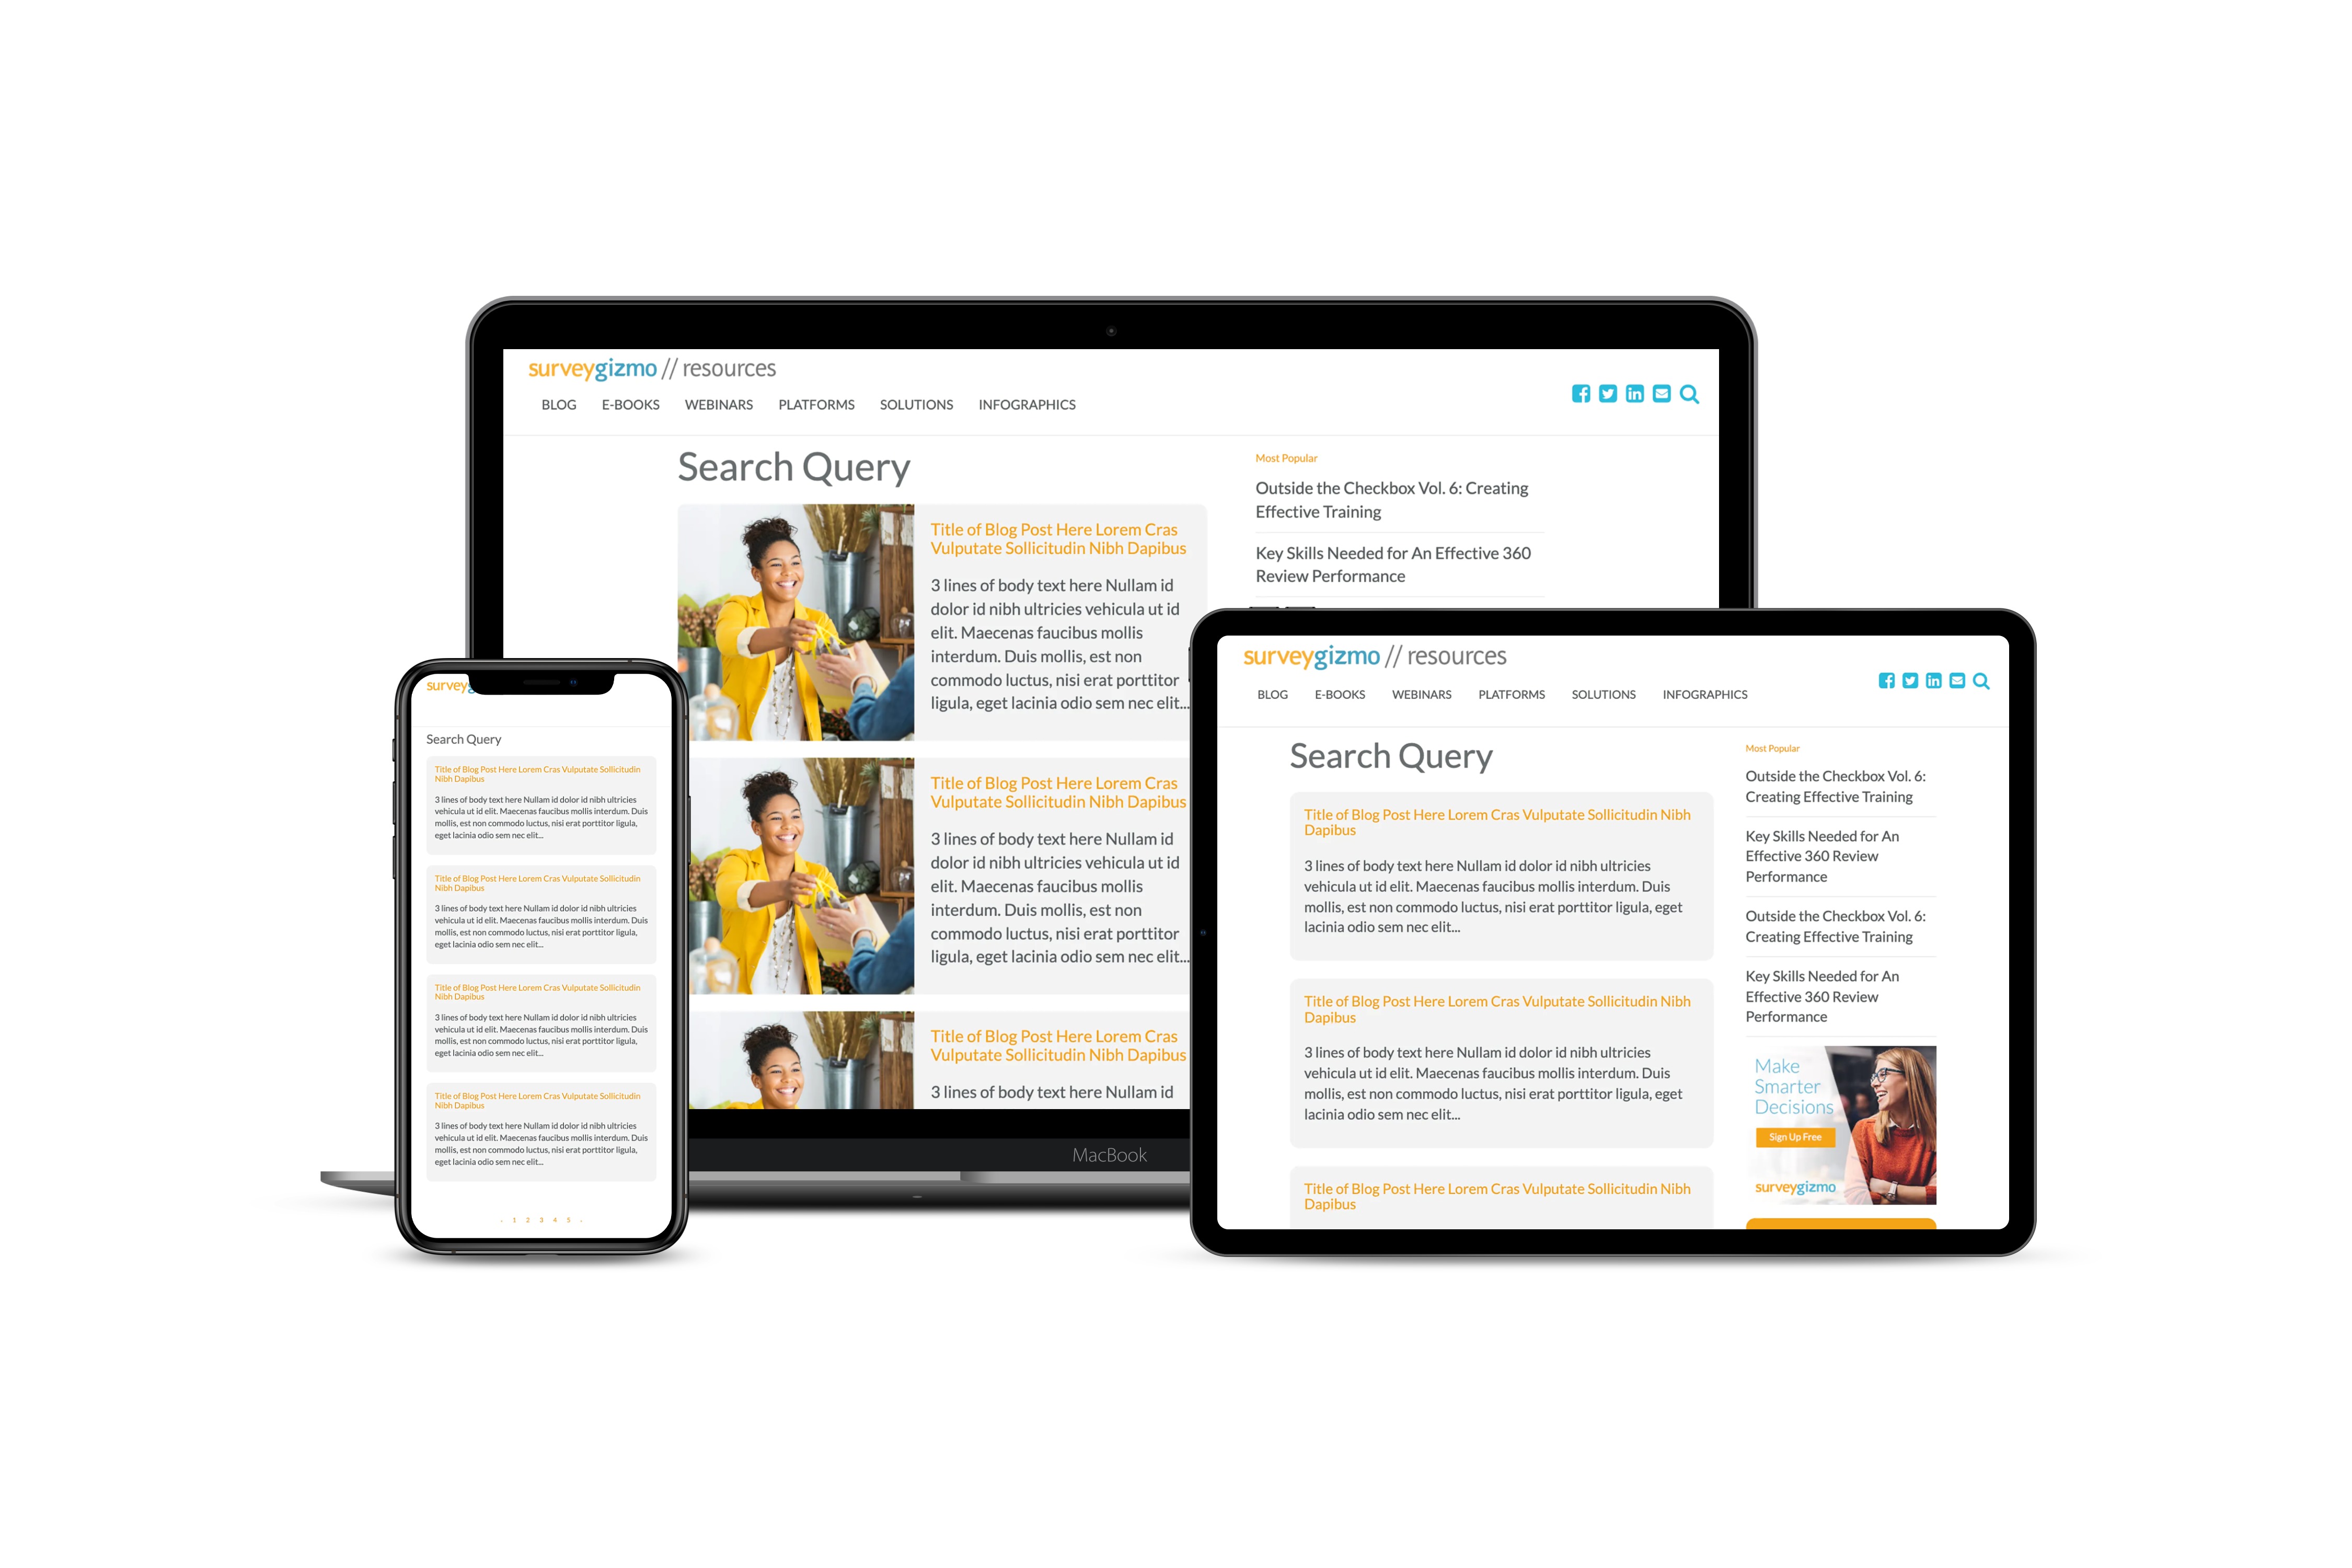 surveygizmo // resources
BLOG E-BOOKS WEBINARS PLATFORMS SOLUTIONS INFOGRAPHICS
Search Query
Title of Blog Post Here Lorem Cras
Vulputate Sollicitudin Nibh Dapibus
3 lines of body text here Nullam id
dolor id nibh ultricies vehicula ut id
elit. Maecenas faucibus mollis
interdum. Duis mollis, est non
commodo luctus, nisi erat porttitor
ligula, eget lacinia odio sem nec elit...
Title of Blog Post Here Lorem Cras
Vulputate Sollicitudin Nibh Dapibus
3 lines of body text here Nullam id
dolor id nibh ultricies vehicula ut id
elit. Maecenas faucibus mollis
interdum. Duis mollis, est non
commodo luctus, nisi erat porttitor
ligula, eget lacinia odio sem nec elit...
Title of Blog Post Here Lorem Cras
Vulputate Sollicitudin Nibh Dapibus
3 lines of body text here Nullam id
Most Popular
Outside the Checkbox Vol. 6: Creating
Effective Training
Key Skills Needed for An Effective 360
Review Performance
MacBook
survey
Search Query
Title of Blog Post Here Lorem Cras Vulputate Sollicitudin
Nibh Dapibus
3 lines of body text here Nullam id dolor id nibh ultricies
vehicula ut id elit. Maecenas faucibus mollis interdum. Duis
mollis, est non commodo luctus, nisi erat porttitor ligula,
eget lacinia odio sem nec elit...
Title of Blog Post Here Lorem Cras Vulputate Sollicitudin
Nibh Dapibus
3 lines of body text here Nullam id dolor id nibh ultricies
vehicula ut id elit. Maecenas faucibus mollis interdum. Duis
mollis, est non commodo luctus, nisi erat porttitor ligula,
eget lacinia odio sem nec elit...
Title of Blog Post Here Lorem Cras Vulputate Sollicitudin
Nibh Dapibus
3 lines of body text here Nullam id dolor id nibh ultricies
vehicula ut id elit. Maecenas faucibus mollis interdum. Duis
mollis, est non commodo luctus, nisi erat porttitor ligula,
eget lacinia odio sem nec elit...
Title of Blog Post Here Lorem Cras Vulputate Sollicitudin
Nibh Dapibus
3 lines of body text here Nullam id dolor id nibh ultricies
vehicula ut id elit. Maecenas faucibus mollis interdum. Duis
mollis, est non commodo luctus, nisi erat porttitor ligula,
eget lacinia odio sem nec elit...
1 2 3 4 5
surveygizmo // resources
BLOG E-BOOKS WEBINARS PLATFORMS SOLUTIONS INFOGRAPHICS
Search Query
Title of Blog Post Here Lorem Cras Vulputate Sollicitudin Nibh
Dapibus
3 lines of body text here Nullam id dolor id nibh ultricies
vehicula ut id elit. Maecenas faucibus mollis interdum. Duis
mollis, est non commodo luctus, nisi erat porttitor ligula, eget
lacinia odio sem nec elit...
Title of Blog Post Here Lorem Cras Vulputate Sollicitudin Nibh
Dapibus
3 lines of body text here Nullam id dolor id nibh ultricies
vehicula ut id elit. Maecenas faucibus mollis interdum. Duis
mollis, est non commodo luctus, nisi erat porttitor ligula, eget
lacinia odio sem nec elit...
Title of Blog Post Here Lorem Cras Vulputate Sollicitudin Nibh
Dapibus
Most Popular
Outside the Checkbox Vol. 6:
Creating Effective Training
Key Skills Needed for An
Effective 360 Review
Performance
Outside the Checkbox Vol. 6:
Creating Effective Training
Key Skills Needed for An
Effective 360 Review
Performance
Make
Smarter
Decisions
Sign Up Free
surveygizmo